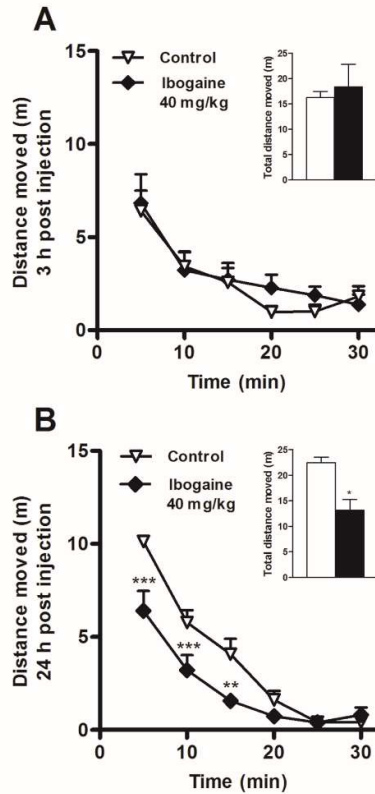 A
Control
Ibogaine
40 mg/kg
Total distance moved (m)
25
20
15
10
5
0
Distance moved (m)
3 h post injection
15
10
5
0
0
10
20
30
Time (min)
B
Control
Ibogaine
40 mg/kg
Total distance moved (m)
25
20
15
10
5
0
*
Distance moved (m)
24 h post injection
15
10
5
0
***
***
**
0
10
20
30
Time (min)